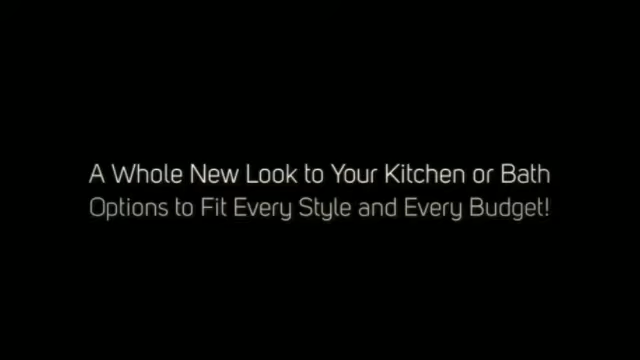 A Whole New Look to Your Kitchen or Bath
Options to Fit Every Style and Every Budget!